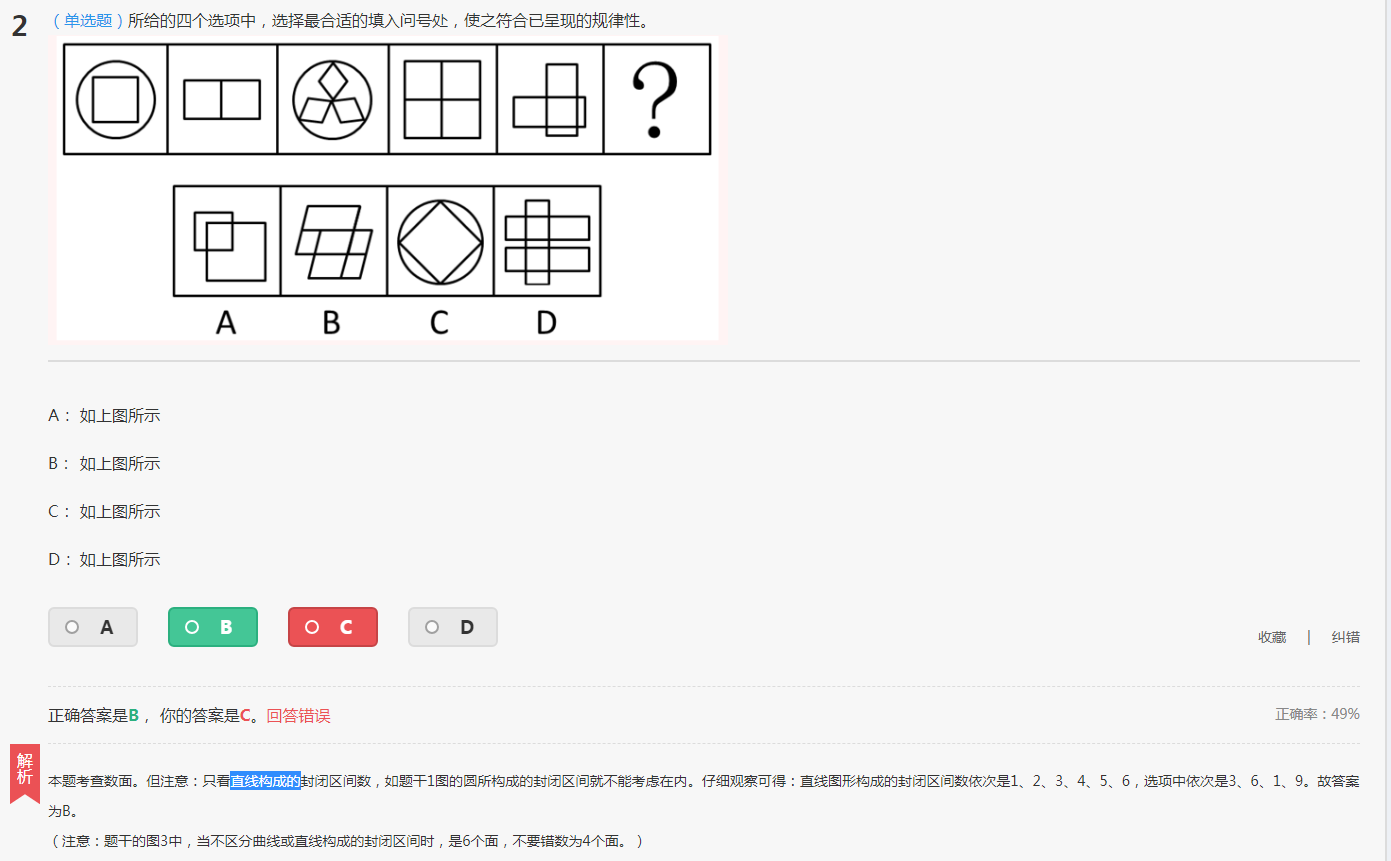 2 （单选题）所给的四个选项中，选择最合适的填入问号处，使之符合已呈现的规律性。
?
A B C D
A： 如上图所示
B： 如上图所示
C： 如上图所示
D： 如上图所示
A B C D
收藏 | 纠错
正确答案是B， 你的答案是C。回答错误
正确率：49%
解析
本题考查数面。但注意：只看直线构成的封闭区间数，如题干1图的圆所构成的封闭区间就不能考虑在内。仔细观察可得：直线图形构成的封闭区间数依次是1、2、3、4、5、6，选项中依次是3、6、1、9。故答案
为B。
（注意：题干的图3中，当不区分曲线或直线构成的封闭区间时，是6个面，不要错数为4个面。）